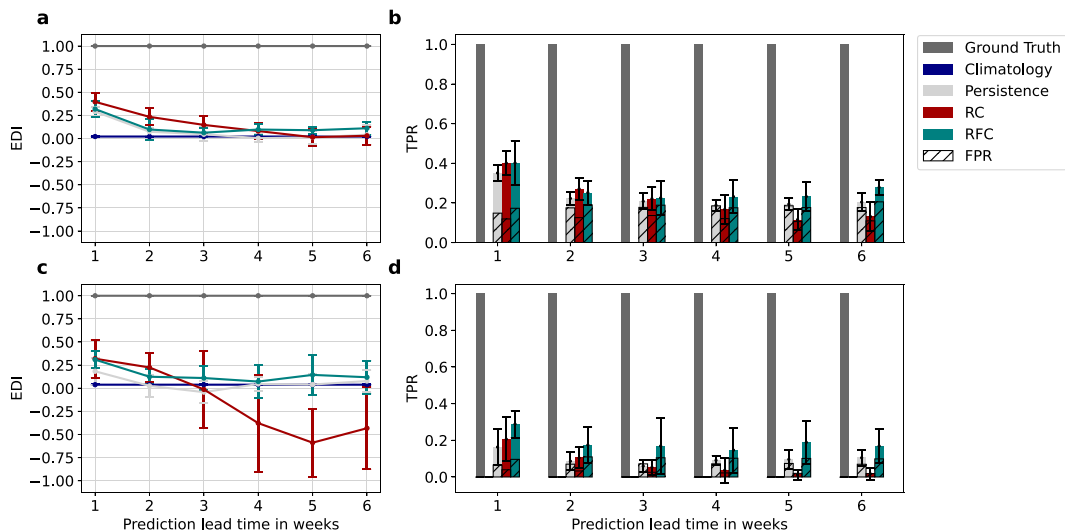 a
1.00
0.75
0.50
0.25
0.00
−0.25
−0.50
−0.75
−1.00
EDI
1 2 3 4 5 6
b
1.0
0.8
0.6
0.4
0.2
0.0
TPR
1 2 3 4 5 6
Ground Truth
Climatology
Persistence
RC
RFC
FPR
c
1.00
0.75
0.50
0.25
0.00
−0.25
−0.50
−0.75
−1.00
EDI
1 2 3 4 5 6
Prediction lead time in weeks
d
1.0
0.8
0.6
0.4
0.2
0.0
TPR
1 2 3 4 5 6
Prediction lead time in weeks